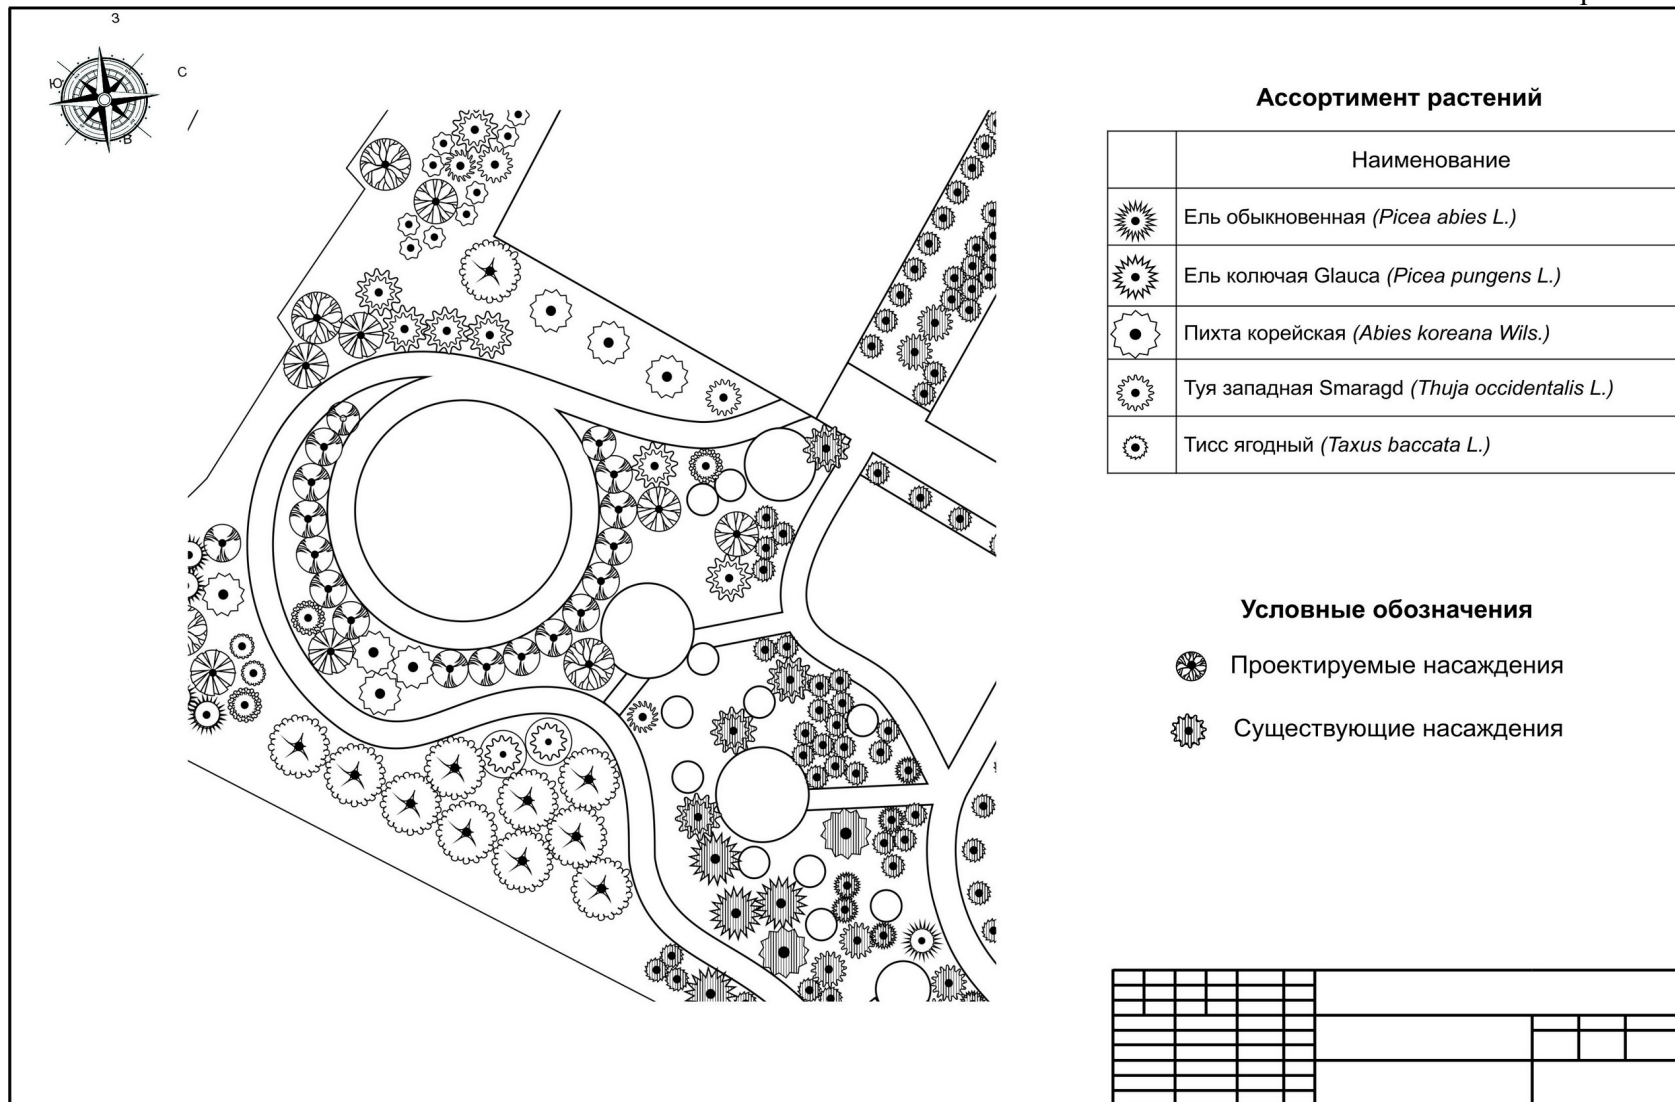 З
Ю
С
В
Ассортимент растений
Наименование
Ель обыкновенная (Picea abies L.)
Ель колючая Glauca (Picea pungens L.)
Пихта корейская (Abies koreana Wils.)
Туя западная Smaragd (Thuja occidentalis L.)
Тисс ягодный (Taxus baccata L.)
Условные обозначения
Проектируемые насаждения
Существующие насаждения